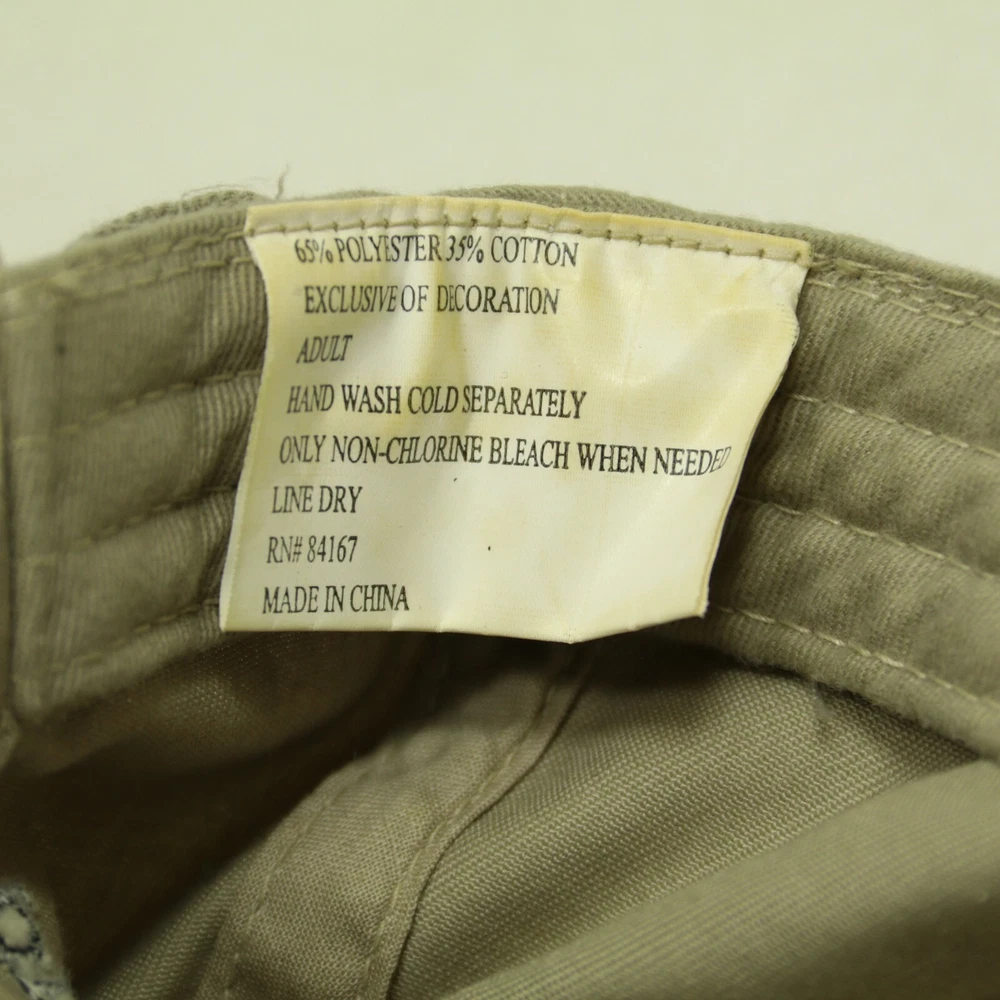 65% POLYESTER 35% COTTON
EXCLUSIVE OF DECORATION
ADULT
HAND WASH COLD SEPARATELY
ONLY NON-CHLORINE BLEACH WHEN NEEDED
LINE DRY
RN# 84167
MADE IN CHINA